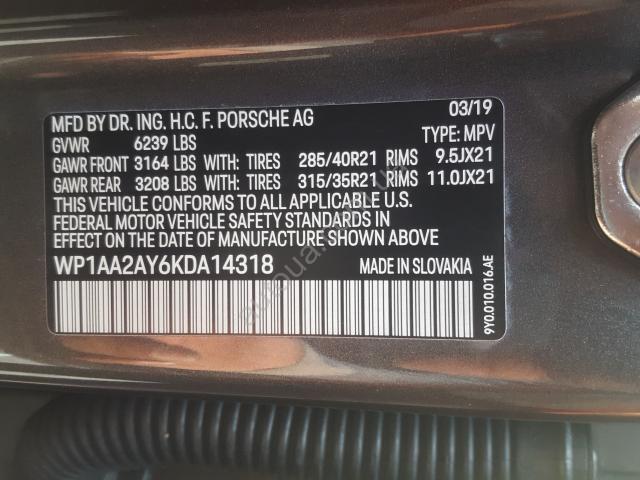 MFD BY DR. ING. H.C. F. PORSCHE AG 03/19
GVWR 6239 LBS TYPE: MPV
GAWR FRONT 3164 LBS WITH: TIRES 285/40R21 RIMS 9.5JX21
GAWR REAR 3208 LBS WITH: TIRES 315/35R21 RIMS 11.0JX21
THIS VEHICLE CONFORMS TO ALL APPLICABLE U.S.
FEDERAL MOTOR VEHICLE SAFETY STANDARDS IN
EFFECT ON THE DATE OF MANUFACTURE SHOWN ABOVE.
WP1AA2AY6KDA14318 MADE IN SLOVAKIA
9Y0.010.016.AE